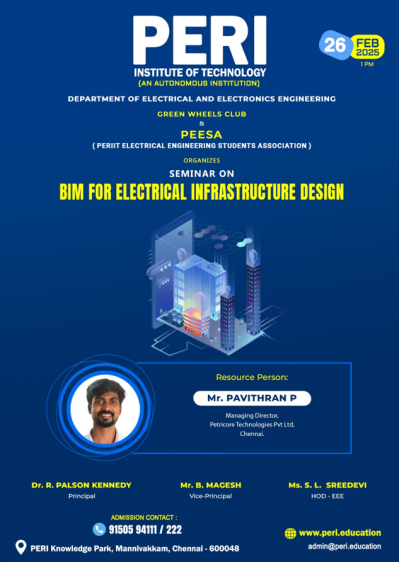 PERI
INSTITUTE OF TECHNOLOGY
(AN AUTONOMOUS INSTITUTION)
26 FEB 2025
1 PM
DEPARTMENT OF ELECTRICAL AND ELECTRONICS ENGINEERING
GREEN WHEELS CLUB
&
PEESA
( PERIIT ELECTRICAL ENGINEERING STUDENTS ASSOCIATION )
ORGANIZES
SEMINAR ON
BIM FOR ELECTRICAL INFRASTRUCTURE DESIGN
Resource Person:
Mr. PAVITHRAN P
Managing Director,
Petricore Technologies Pvt Ltd,
Chennai.
Dr. R. PALSON KENNEDY
Principal
Mr. B. MAGESH
Vice-Principal
Ms. S. L. SREEDEVI
HOD - EEE
ADMISSION CONTACT :
91505 94111 / 222
PERI Knowledge Park, Mannivakkam, Chennai - 600048
www.peri.education
admin@peri.education